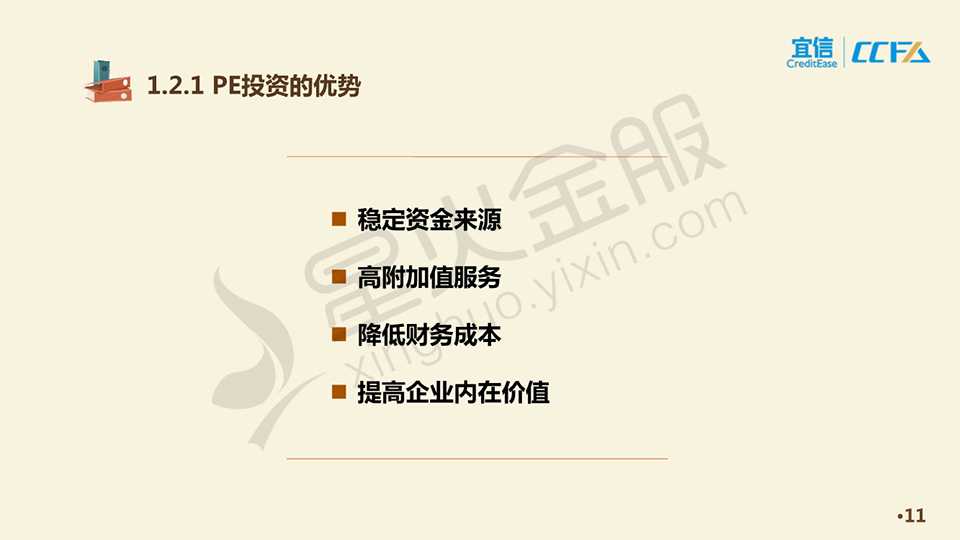 宜信
CreditEase
CCFA
1.2.1 PE投资的优势
稳定资金来源
高附加值服务
降低财务成本
提高企业内在价值
星火金服
xinghuo.yixin.com
•11